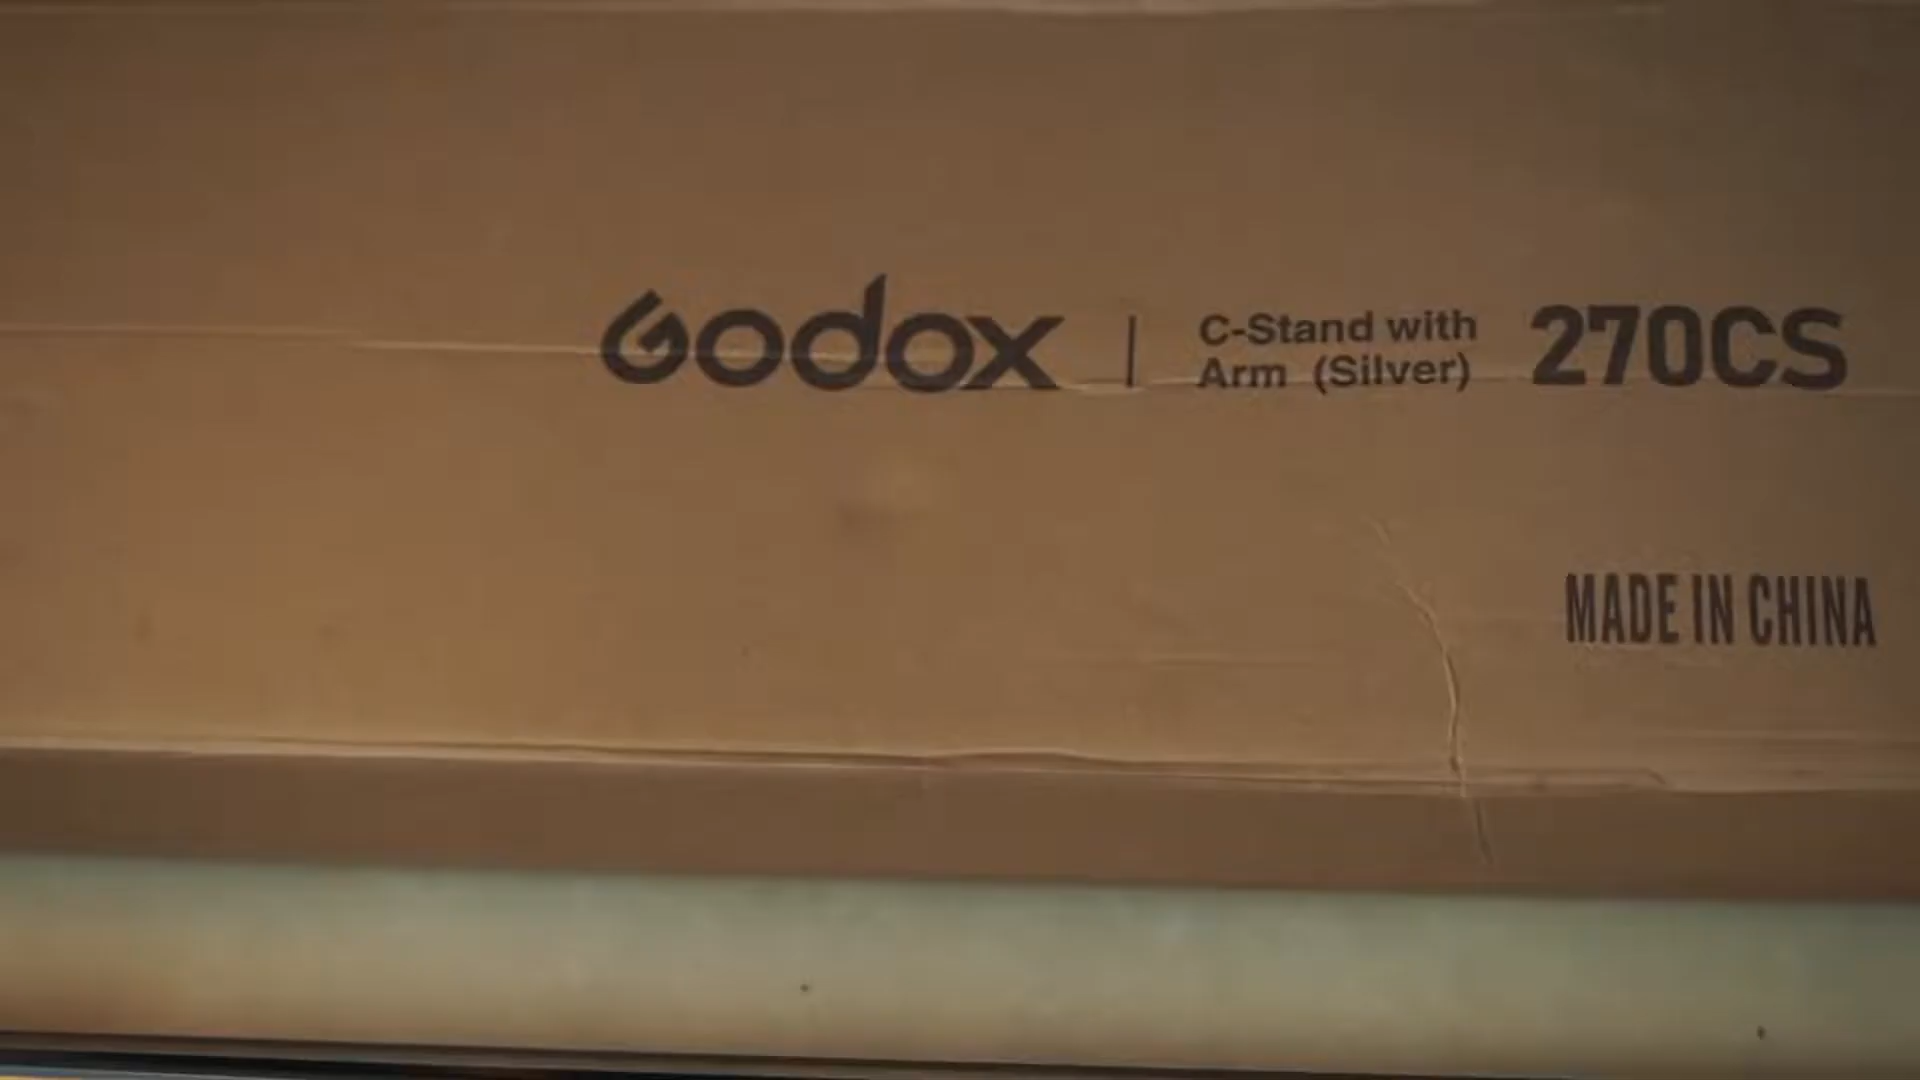 Godox | C-Stand with
Arm (Silver) 270CS
MADE IN CHINA